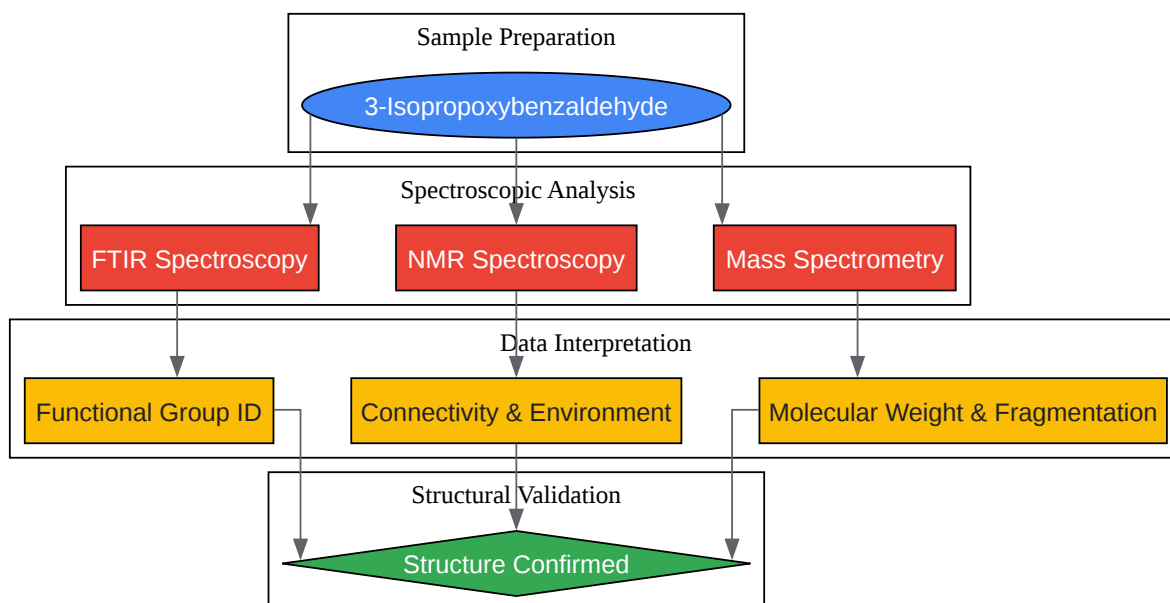 Sample Preparation
3-Isopropoxybenzaldehyde
Spectroscopic Analysis
FTIR Spectroscopy
NMR Spectroscopy
Mass Spectrometry
Data Interpretation
Functional Group ID
Connectivity & Environment
Molecular Weight & Fragmentation
Structural Validation
Structure Confirmed